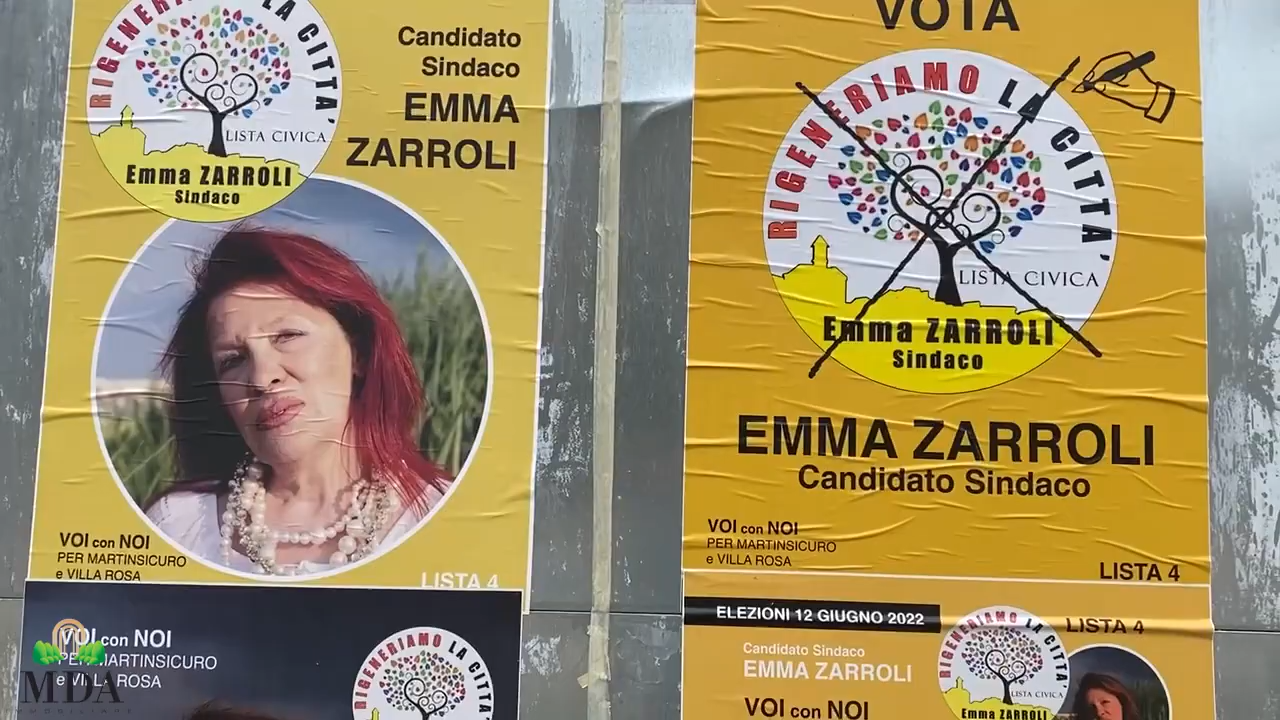 RIGENERIAMO LA CITTA'
LISTA CIVICA
Emma ZARROLI
Sindaco
Candidato
Sindaco
EMMA
ZARROLI
VOI con NOI
PER MARTINSICURO
e VILLA ROSA
LISTA 4
VOTA
RIGENERIAMO LA CITTA'
LISTA CIVICA
Emma ZARROLI
Sindaco
EMMA ZARROLI
Candidato Sindaco
VOI con NOI
PER MARTINSICURO
e VILLA ROSA
LISTA 4
VOI con NOI
PER MARTINSICURO
e VILLA ROSA
RIGENERIAMO LA CITTA'
ELEZIONI 12 GIUGNO 2022
Candidato Sindaco
EMMA ZARROLI
VOI con NOI
RIGENERIAMO LA CITTA'
LISTA CIVICA
Emma ZARROLI
LISTA 4
MDA